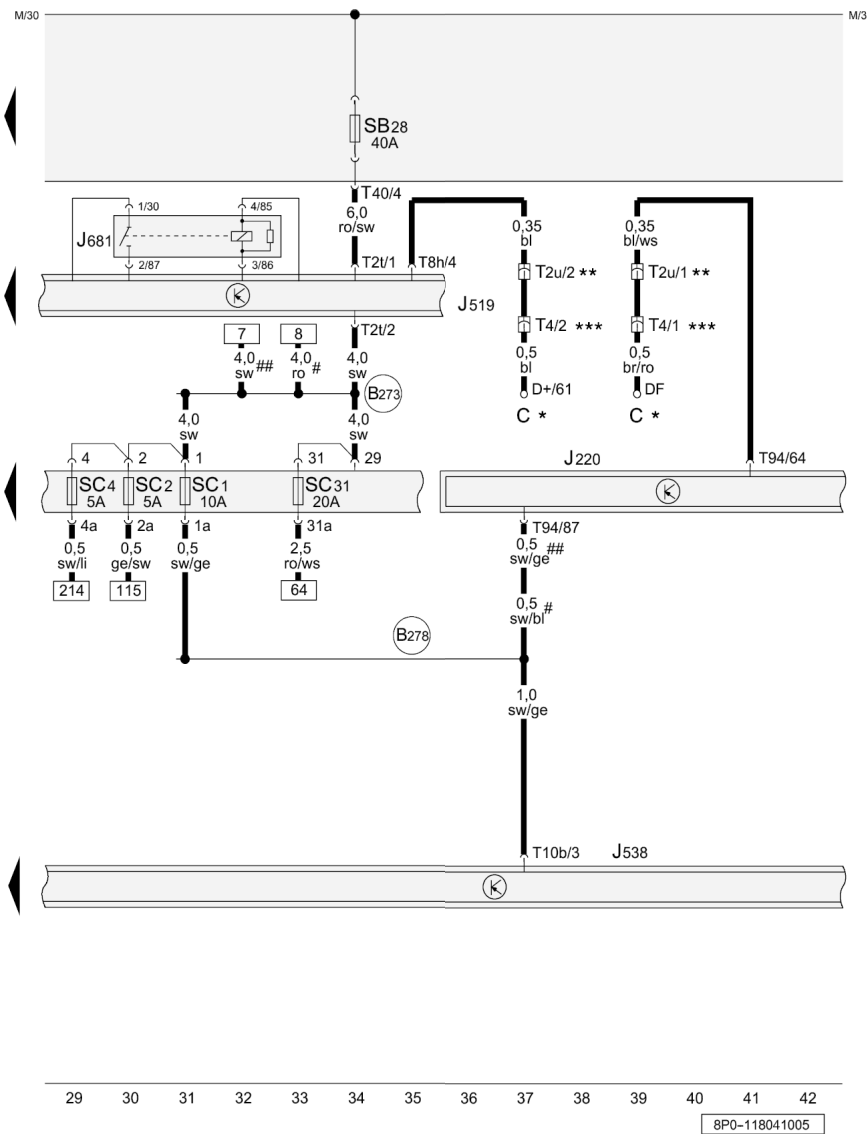 M/30
M/3
SB28
40A
T40/4
6,0
ro/sw
T2t/1
T8h/4
1/30
4/85
J681
2/87
3/86
J519
0,35
bl
0,35
bl/ws
T2u/2 **
T2u/1 **
T4/2 ***
T4/1 ***
0,5
bl
0,5
br/ro
D+/61
DF
C *
C *
7
8
T2t/2
4,0
sw
##
4,0
ro
#
4,0
sw
B273
4,0
sw
4,0
sw
4
2
1
31
29
J220
T94/64
SC4
5A
SC2
5A
SC1
10A
SC31
20A
4a
2a
1a
31a
T94/87
0,5
sw/li
0,5
ge/sw
0,5
sw/ge
2,5
ro/ws
0,5
sw/ge
##
214
115
64
0,5
sw/bl
#
B278
1,0
sw/ge
T10b/3
J538
29 30 31 32 33 34 35 36 37 38 39 40 41 42
8P0-118041005